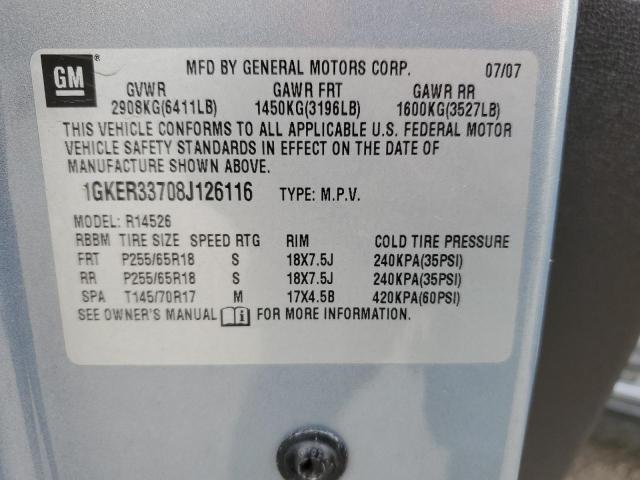 GM
MFD BY GENERAL MOTORS CORP. 07/07
GVWR GAWR FRT GAWR RR
2908KG(6411LB) 1450KG(3196LB) 1600KG(3527LB)
THIS VEHICLE CONFORMS TO ALL APPLICABLE U.S. FEDERAL MOTOR
VEHICLE SAFETY STANDARDS IN EFFECT ON THE DATE OF
MANUFACTURE SHOWN ABOVE.
1GKER33708J126116 TYPE: M.P.V.
MODEL: R14526
RBBM TIRE SIZE SPEED RTG RIM COLD TIRE PRESSURE
FRT P255/65R18 S 18X7.5J 240KPA(35PSI)
RR P255/65R18 S 18X7.5J 240KPA(35PSI)
SPA T145/70R17 M 17X4.5B 420KPA(60PSI)
SEE OWNER'S MANUAL FOR MORE INFORMATION.